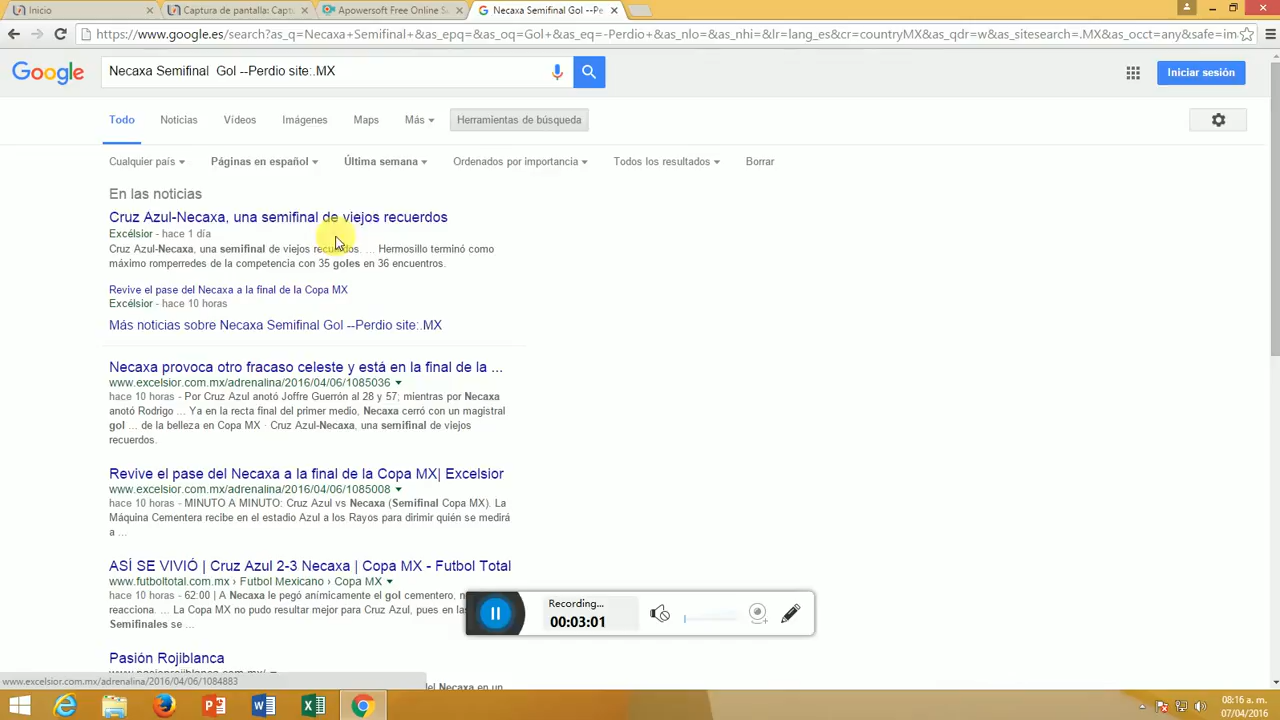 Inicio
Captura de pantalla: Captu
Apowersoft Free Online S
Necaxa Semifinal Gol --Pe
https://www.google.es/search?as_q=Necaxa+Semifinal+&as_epq=&as_oq=Gol+&as_eq=-Perdio+&as_nlo=&as_nhi=&lr=lang_es&cr=countryMX&as_qdr=w&as_sitesearch=.MX&as_occt=any&safe=im
Google
Necaxa Semifinal Gol --Perdio site:.MX
Iniciar sesión
Todo Noticias Vídeos Imágenes Maps Más Herramientas de búsqueda
Cualquier país Páginas en español Última semana Ordenados por importancia Todos los resultados Borrar
En las noticias
Cruz Azul-Necaxa, una semifinal de viejos recuerdos
Excélsior - hace 1 día
Cruz Azul-Necaxa, una semifinal de viejos recuerdos. ... Hermosillo terminó como
máximo romperredes de la competencia con 35 goles en 36 encuentros.
Revive el pase del Necaxa a la final de la Copa MX
Excélsior - hace 10 horas
Más noticias sobre Necaxa Semifinal Gol --Perdio site:.MX
Necaxa provoca otro fracaso celeste y está en la final de la ...
www.excelsior.com.mx/adrenalina/2016/04/06/1085036
hace 10 horas - Por Cruz Azul anotó Joffre Guerrón al 28 y 57; mientras por Necaxa
anotó Rodrigo ... Ya en la recta final del primer medio, Necaxa cerró con un magistral
gol ... de la belleza en Copa MX · Cruz Azul-Necaxa, una semifinal de viejos
recuerdos.
Revive el pase del Necaxa a la final de la Copa MX| Excelsior
www.excelsior.com.mx/adrenalina/2016/04/06/1085008
hace 10 horas - MINUTO A MINUTO: Cruz Azul vs Necaxa (Semifinal Copa MX). La
Máquina Cementera recibe en el estadio Azul a los Rayos para dirimir quién se medirá
a ...
ASÍ SE VIVIÓ | Cruz Azul 2-3 Necaxa | Copa MX - Futbol Total
www.futboltotal.com.mx › Futbol Mexicano › Copa MX
hace 10 horas - 62:00 | A Necaxa le pegó anímicamente el gol cementero, n
reacciona. ... La Copa MX no pudo resultar mejor para Cruz Azul, pues en las
Semifinales se ...
Recording...
00:03:01
Pasión Rojiblanca
del Necaxa en un
www.excelsior.com.mx/adrenalina/2016/04/06/1084883
08:16 a. m.
07/04/2016